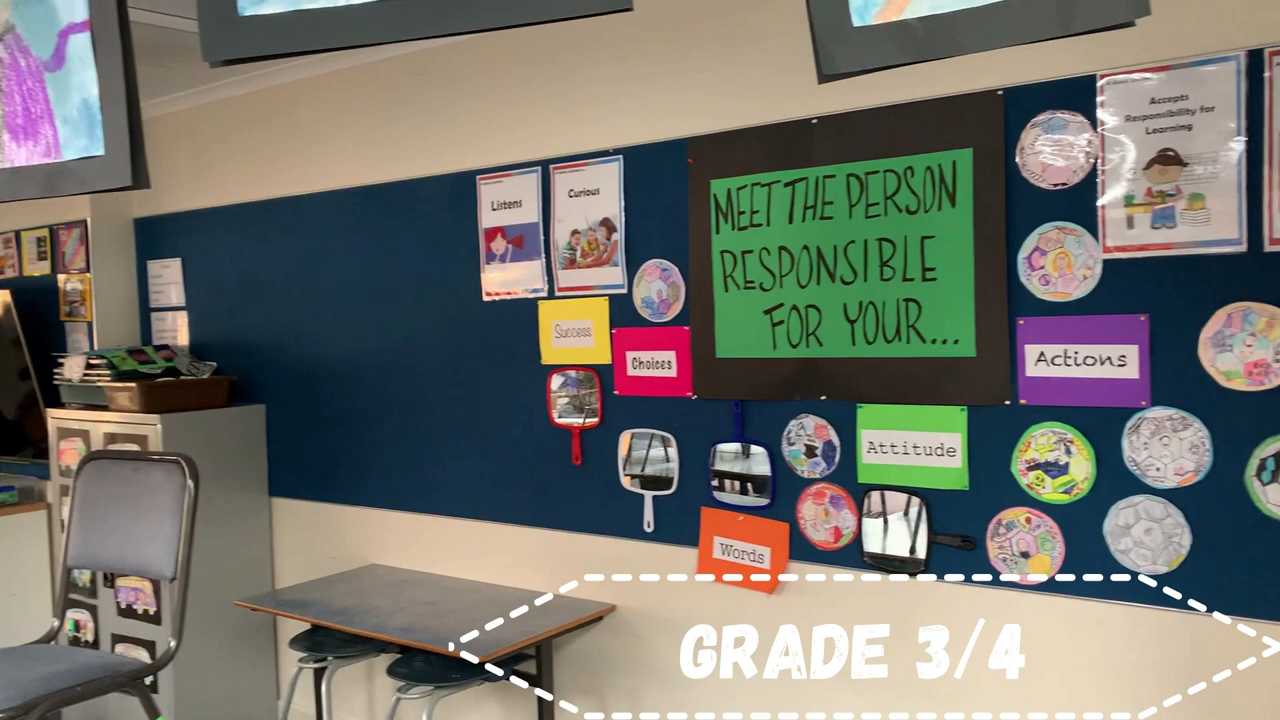 Listens
Curious
MEET THE PERSON
RESPONSIBLE
FOR YOUR...
Accepts
Responsibility for
Learning
Success
Choices
Actions
Attitude
Words
GRADE 3/4